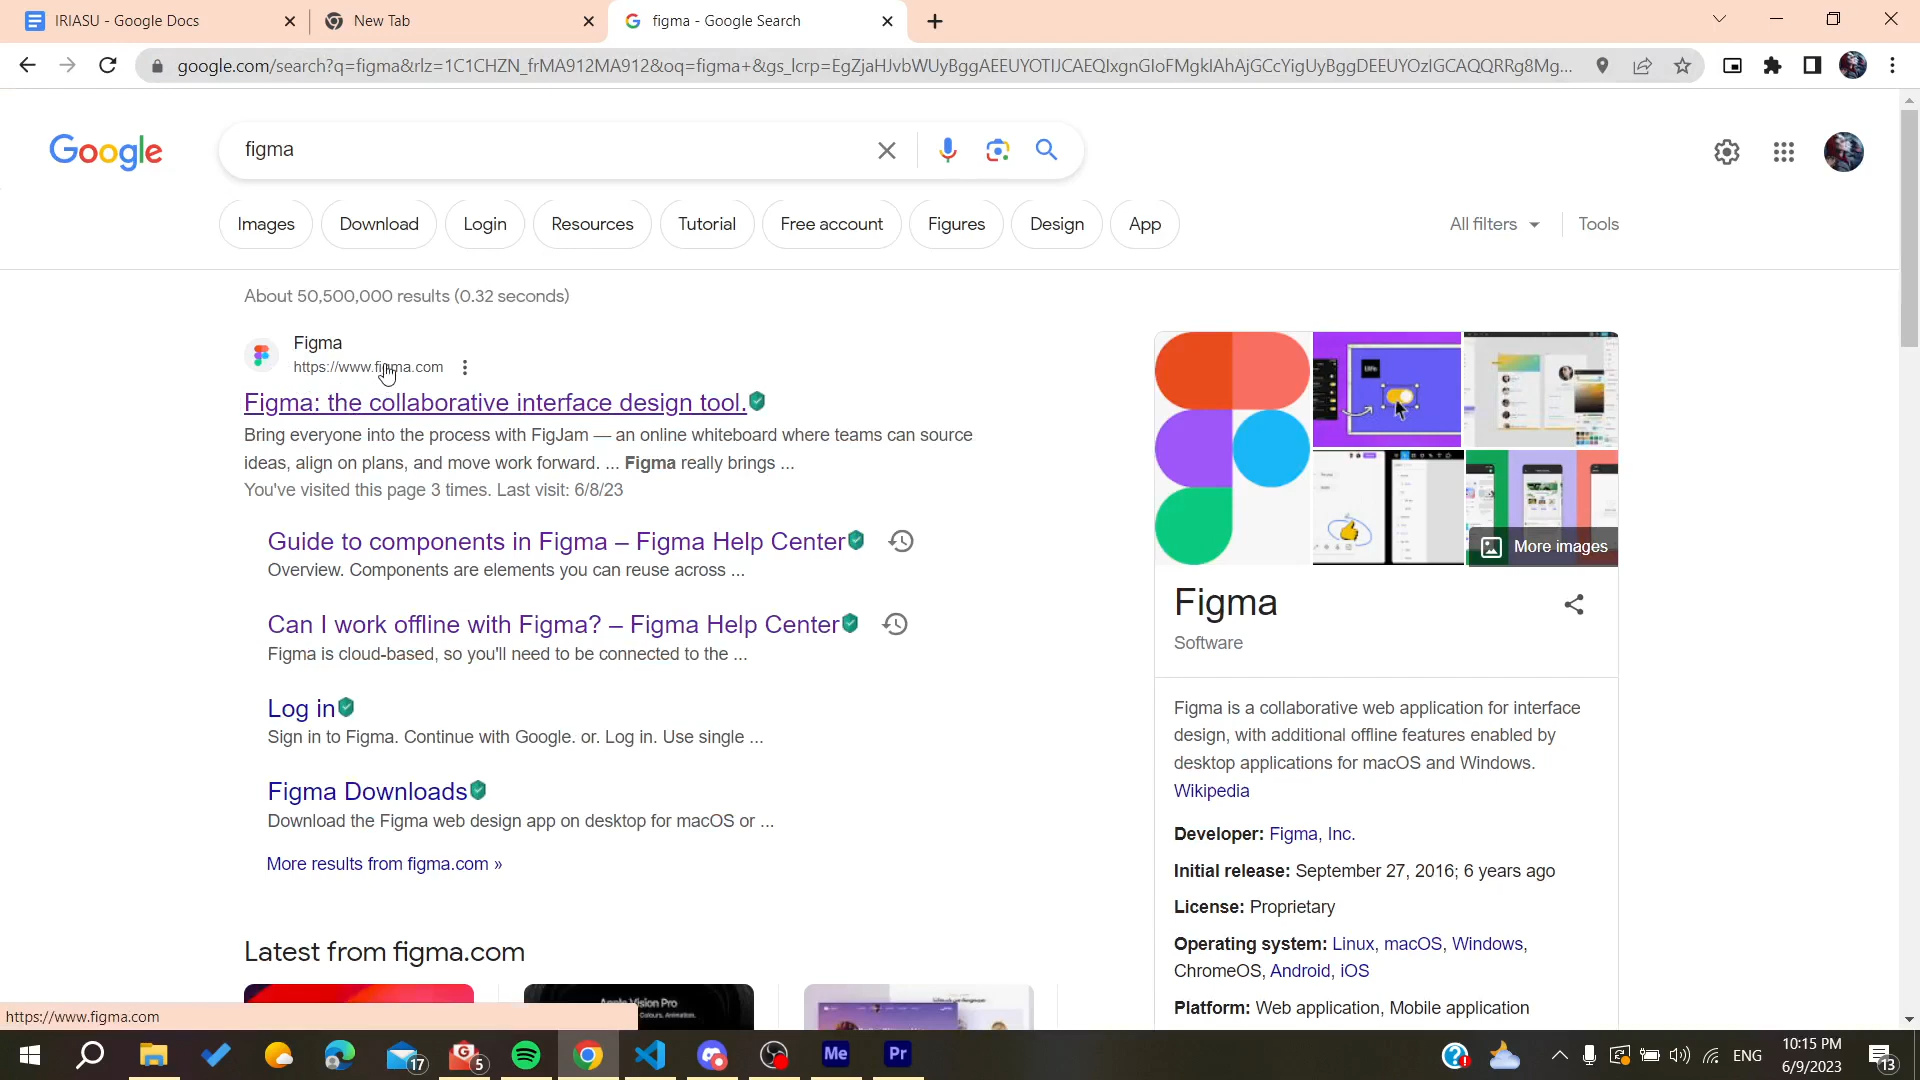 IRIASU - Google Docs
New Tab
figma - Google Search
google.com/search?q=figma&rlz=1C1CHZN_frMA912MA912&oq=figma+&gs_lcrp=EgZjaHJvbWUyBggAEEUYOTIJCAEQIxgnGIoFMgkIAhAjGCcYigUyBggDEEUYOzIGCAQQRRg8Mg...
Google
figma
Images
Download
Login
Resources
Tutorial
Free account
Figures
Design
App
All filters
Tools
About 50,500,000 results (0.32 seconds)
Figma
https://www.figma.com
Figma: the collaborative interface design tool.
Bring everyone into the process with FigJam — an online whiteboard where teams can source
ideas, align on plans, and move work forward. ... Figma really brings ...
You've visited this page 3 times. Last visit: 6/8/23
Guide to components in Figma – Figma Help Center
Overview. Components are elements you can reuse across ...
Can I work offline with Figma? – Figma Help Center
Figma is cloud-based, so you'll need to be connected to the ...
Log in
Sign in to Figma. Continue with Google. or. Log in. Use single ...
Figma Downloads
Download the Figma web design app on desktop for macOS or ...
More results from figma.com »
Latest from figma.com
Apple Vision Pro
More images
Figma
Software
Figma is a collaborative web application for interface
design, with additional offline features enabled by
desktop applications for macOS and Windows.
Wikipedia
Developer: Figma, Inc.
Initial release: September 27, 2016; 6 years ago
License: Proprietary
Operating system: Linux, macOS, Windows,
ChromeOS, Android, iOS
Platform: Web application, Mobile application
https://www.figma.com
17
5
Me
Pr
ENG
10:15 PM
6/9/2023
13